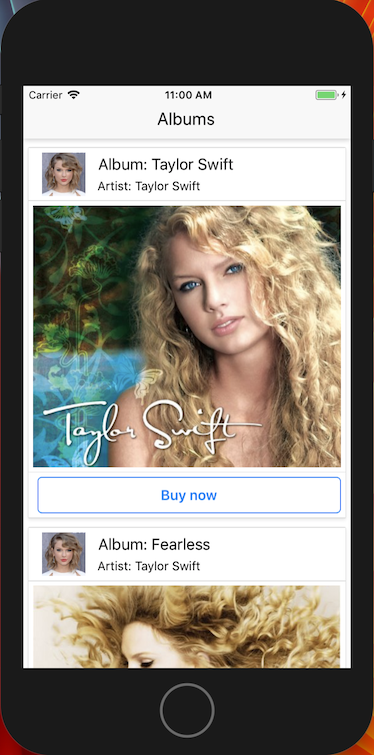 Carrier 11:00 AM
Albums
Album: Taylor Swift
Artist: Taylor Swift
Taylor Swift
Buy now
Album: Fearless
Artist: Taylor Swift